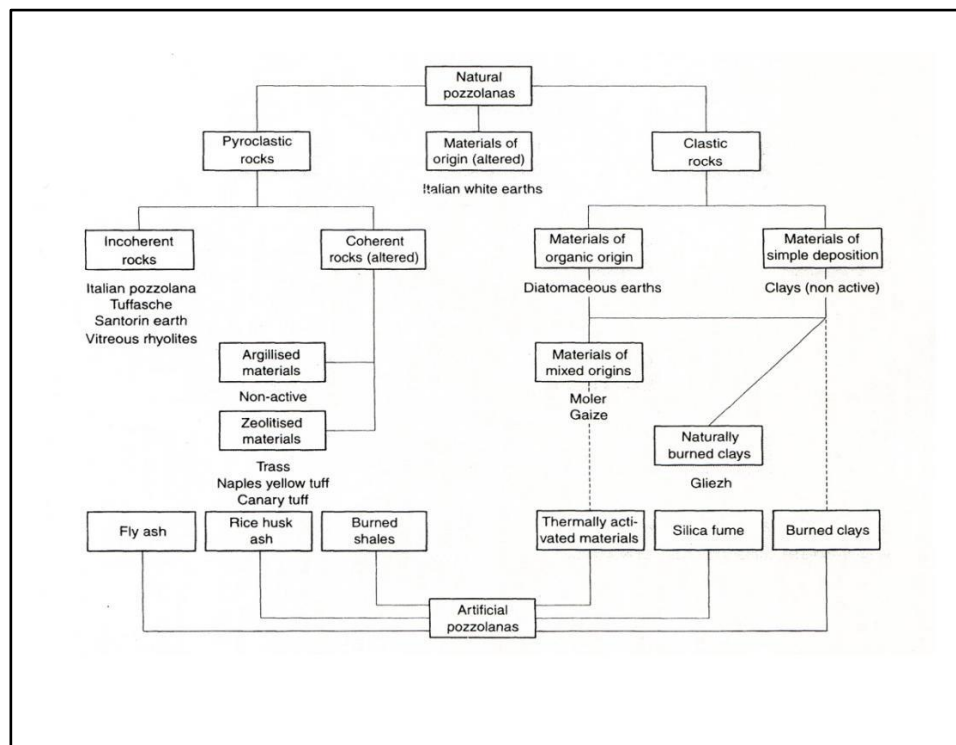 Natural
pozzolanas
Pyroclastic
rocks
Materials of
origin (altered)
Clastic
rocks
Italian white earths
Incoherent
rocks
Coherent
rocks (altered)
Materials of
organic origin
Materials of
simple deposition
Italian pozzolana
Tuffasche
Santorin earth
Vitreous rhyolites
Diatomaceous earths
Clays (non active)
Argillised
materials
Non-active
Materials of
mixed origins
Moler
Gaize
Zeolitised
materials
Trass
Naples yellow tuff
Canary tuff
Naturally
burned clays
Gliezh
Fly ash
Rice husk
ash
Burned
shales
Thermally acti-
vated materials
Silica fume
Burned clays
Artificial
pozzolanas